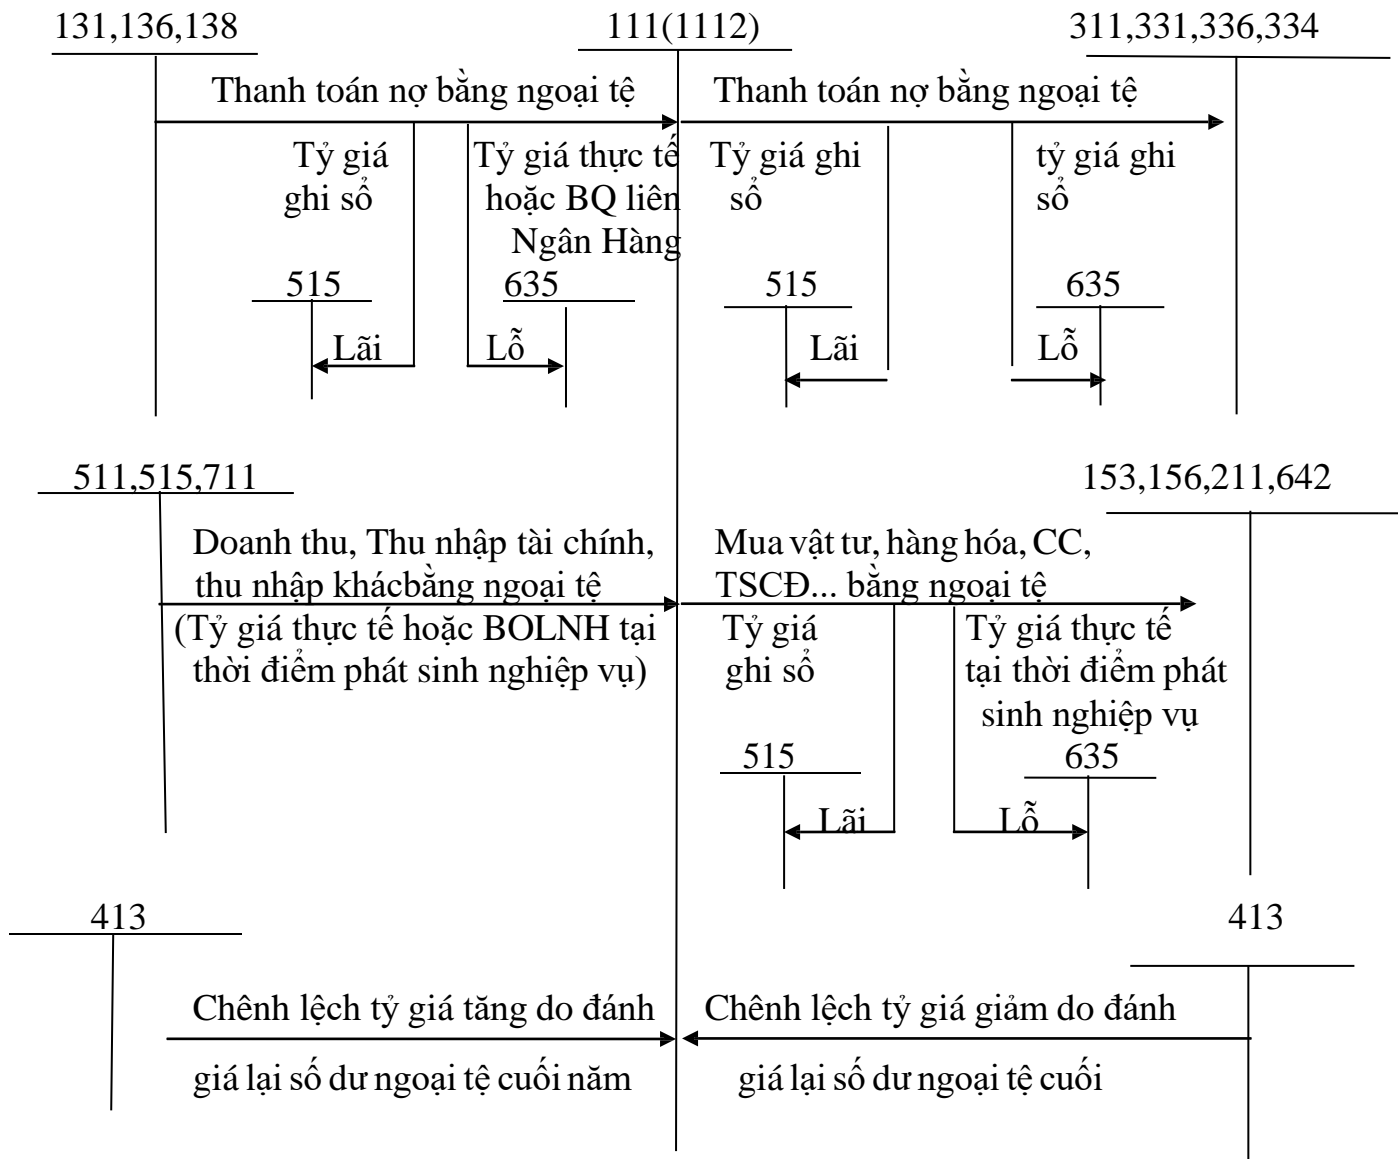 131,136,138
111(1112)
311,331,336,334
Thanh toán nợ bằng ngoại tệ
Thanh toán nợ bằng ngoại tệ
Tỷ giá
ghi sổ
Tỷ giá thực tế
hoặc BQ liên
Ngân Hàng
Tỷ giá ghi
sổ
tỷ giá ghi
sổ
515
635
515
635
Lãi
Lỗ
Lãi
Lỗ
511,515,711
153,156,211,642
Doanh thu, Thu nhập tài chính,
thu nhập khácbằng ngoại tệ
(Tỷ giá thực tế hoặc BOLNH tại
thời điểm phát sinh nghiệp vụ)
Mua vật tư, hàng hóa, CC,
TSCĐ... bằng ngoại tệ
Tỷ giá
ghi sổ
Tỷ giá thực tế
tại thời điểm phát
sinh nghiệp vụ
515
635
Lãi
Lỗ
413
413
Chênh lệch tỷ giá tăng do đánh
giá lại số dư ngoại tệ cuối năm
Chênh lệch tỷ giá giảm do đánh
giá lại số dư ngoại tệ cuối